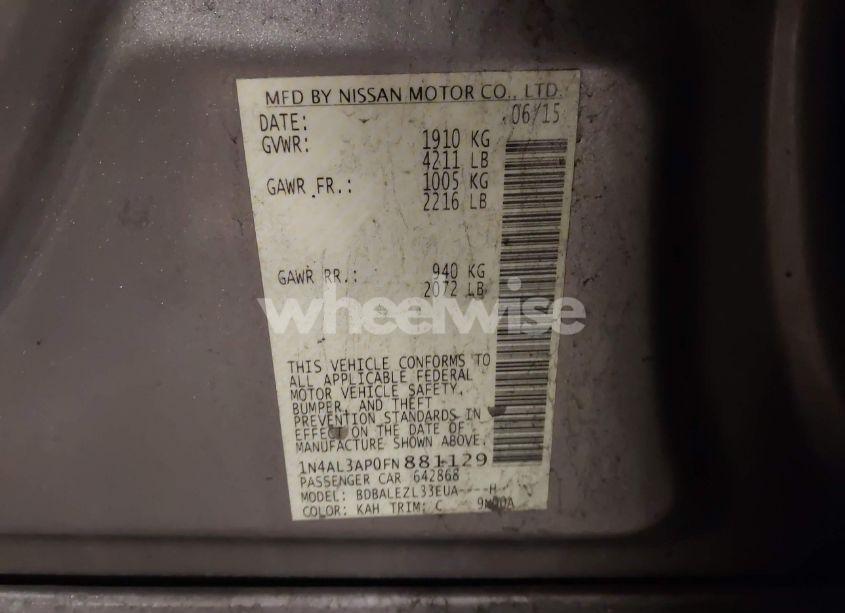 MFD BY NISSAN MOTOR CO., LTD.
DATE: 06/15
GVWR: 1910 KG
4211 LB
GAWR FR.: 1005 KG
2216 LB
GAWR RR.: 940 KG
2072 LB
wheelwise
THIS VEHICLE CONFORMS TO
ALL APPLICABLE FEDERAL
MOTOR VEHICLE SAFETY,
BUMPER, AND THEFT
PREVENTION STANDARDS IN
EFFECT ON THE DATE OF
MANUFACTURE SHOWN ABOVE.
1N4AL3AP0FN881129
PASSENGER CAR 642868
MODEL: BDBALEZL33EUA----H
COLOR: KAH TRIM: C